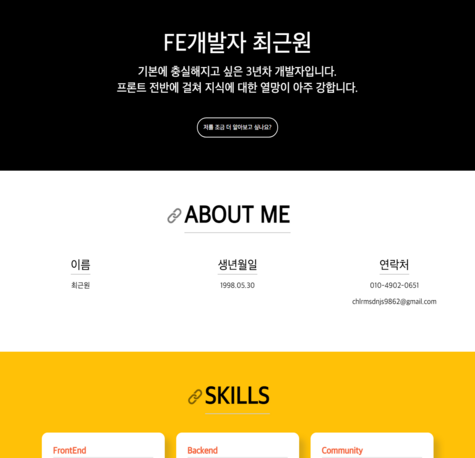 FE개발자 최근원
기본에 충실해지고 싶은 3년차 개발자입니다.
프론트 전반에 걸쳐 지식에 대한 열망이 아주 강합니다.
저를 조금 더 알아보고 싶나요?
ABOUT ME
이름
생년월일
연락처
최근원
1998.05.30
010-4902-0651
chlrmsdnjs9862@gmail.com
SKILLS
FrontEnd
Backend
Community